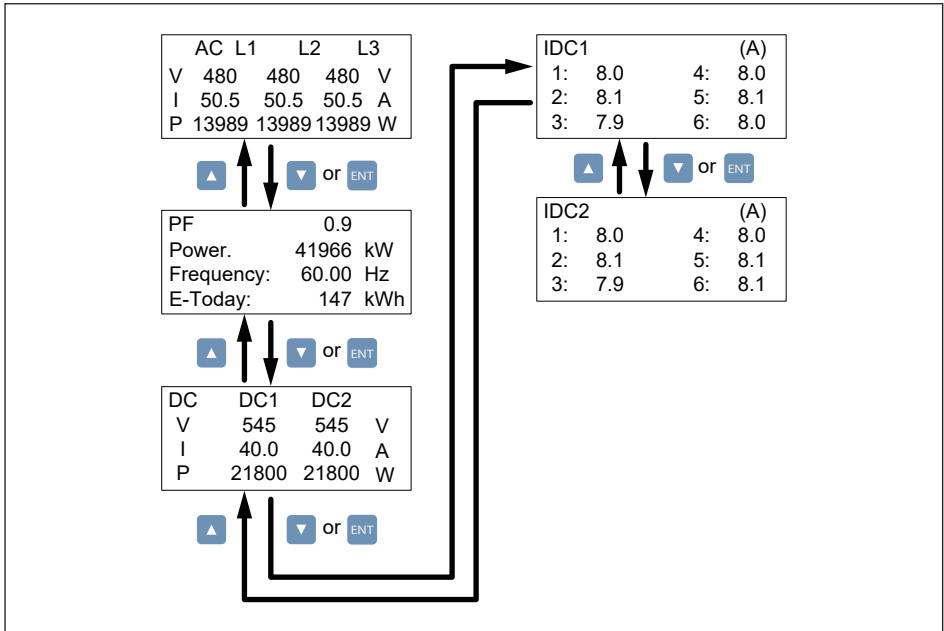 AC L1 L2 L3
V 480 480 480 V
I 50.5 50.5 50.5 A
P 13989 13989 13989 W
or ENT
PF 0.9
Power. 41966 kW
Frequency: 60.00 Hz
E-Today: 147 kWh
or ENT
DC DC1 DC2
V 545 545 V
I 40.0 40.0 A
P 21800 21800 W
or ENT
IDC1 (A)
1: 8.0 4: 8.0
2: 8.1 5: 8.1
3: 7.9 6: 8.0
or ENT
IDC2 (A)
1: 8.0 4: 8.0
2: 8.1 5: 8.1
3: 7.9 6: 8.1